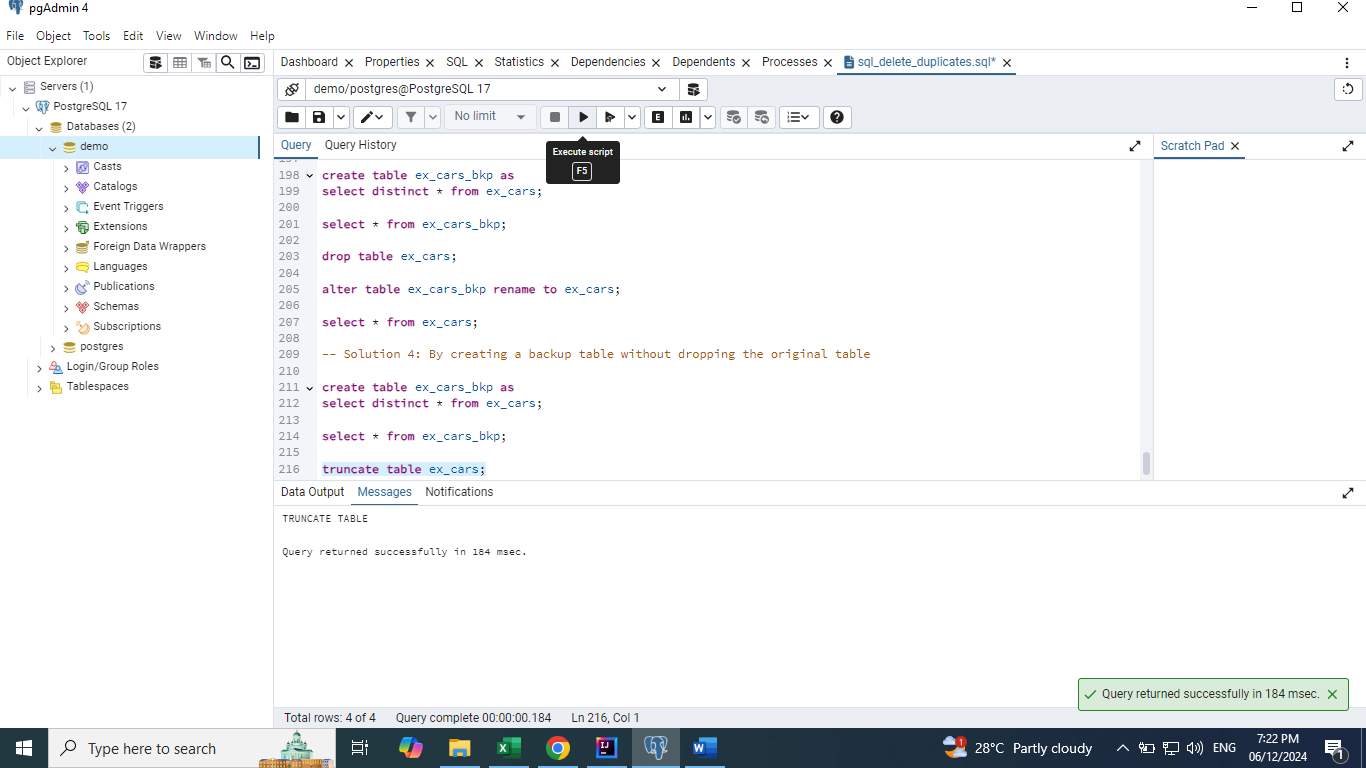 pgAdmin 4
File Object Tools Edit View Window Help
Object Explorer
Servers (1)
PostgreSQL 17
Databases (2)
demo
Casts
Catalogs
Event Triggers
Extensions
Foreign Data Wrappers
Languages
Publications
Schemas
Subscriptions
postgres
Login/Group Roles
Tablespaces
Dashboard Properties SQL Statistics Dependencies Dependents Processes sql_delete_duplicates.sql*
demo/postgres@PostgreSQL 17
No limit E
Execute script
F5
Query Query History
Scratch Pad
197
198 create table ex_cars_bkp as
199 select distinct * from ex_cars;
200
201 select * from ex_cars_bkp;
202
203 drop table ex_cars;
204
205 alter table ex_cars_bkp rename to ex_cars;
206
207 select * from ex_cars;
208
209 -- Solution 4: By creating a backup table without dropping the original table
210
211 create table ex_cars_bkp as
212 select distinct * from ex_cars;
213
214 select * from ex_cars_bkp;
215
216 truncate table ex_cars;
Data Output Messages Notifications
TRUNCATE TABLE
Query returned successfully in 184 msec.
Query returned successfully in 184 msec.
Total rows: 4 of 4 Query complete 00:00:00.184 Ln 216, Col 1
Type here to search
1
28°C Partly cloudy
ENG
7:22 PM
06/12/2024
1